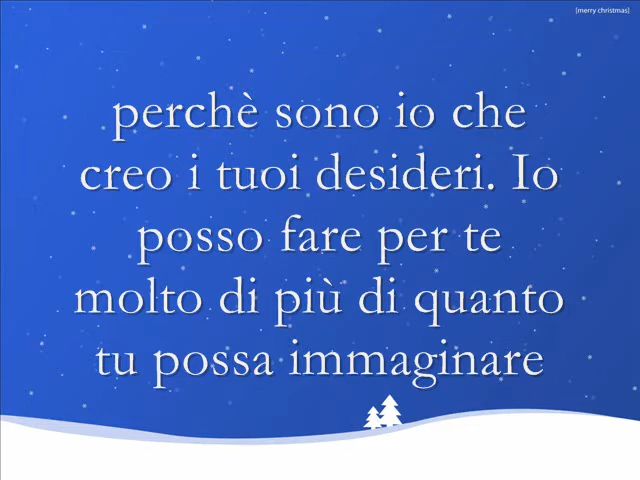 [merry christmas]
perchè sono io che
creo i tuoi desideri. Io
posso fare per te
molto di più di quanto
tu possa immaginare